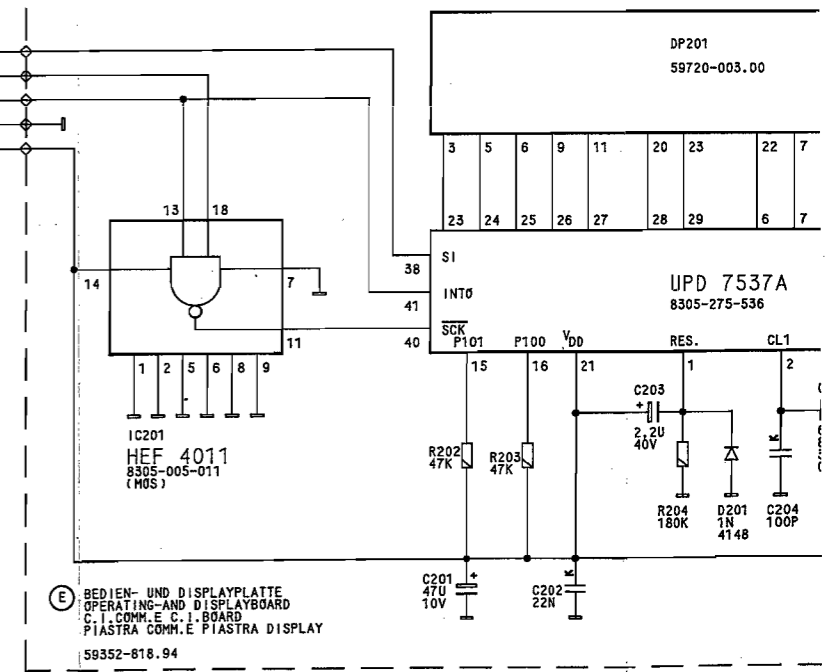 DP201
59720-003.00
3 5 6 9 11 20 23 22 7
13 18
23 24 25 26 27 28 29 6 7
14
7
38 SI
41 INT0
40 SCK
11
UPD 7537A
8305-275-536
P101 P100 VDD RES. CL1
15 16 21 1 2
1 2 5 6 8 9
IC201
HEF 4011
8305-005-011
(MOS)
C203
+
2,2U
40V
R202
47K
R203
47K
K
R204
180K
D201
1N
4148
C204
100P
C201
47U
10V
+
C202
22N
K
E
BEDIEN- UND DISPLAYPLATTE
OPERATING-AND DISPLAYBOARD
C.I.COMM.E C.I.BOARD
PIASTRA COMM.E PIASTRA DISPLAY
59352-818.94